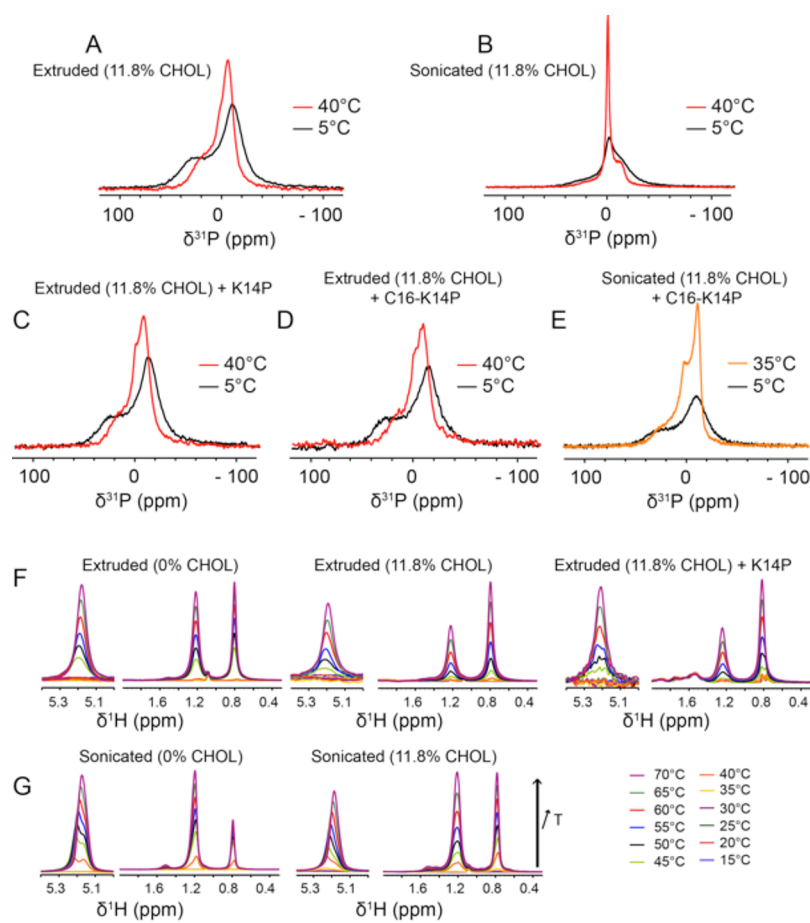 A
Extruded (11.8% CHOL)
40°C
5°C
100 0 - 100
δ³¹P (ppm)
B
Sonicated (11.8% CHOL)
40°C
5°C
100 0 - 100
δ³¹P (ppm)
Extruded (11.8% CHOL) + K14P
C
40°C
5°C
100 0 - 100
δ³¹P (ppm)
Extruded (11.8% CHOL)
+ C16-K14P
D
40°C
5°C
100 0 - 100
δ³¹P (ppm)
Sonicated (11.8% CHOL)
+ C16-K14P
E
35°C
5°C
100 0 - 100
δ³¹P (ppm)
F
Extruded (0% CHOL)
5.3 5.1 1.6 1.2 0.8 0.4
δ¹H (ppm)
Extruded (11.8% CHOL)
5.3 5.1 1.6 1.2 0.8 0.4
δ¹H (ppm)
Extruded (11.8% CHOL) + K14P
5.3 5.1 1.6 1.2 0.8 0.4
δ¹H (ppm)
G
Sonicated (0% CHOL)
5.3 5.1 1.6 1.2 0.8 0.4
δ¹H (ppm)
Sonicated (11.8% CHOL)
5.3 5.1 1.6 1.2 0.8 0.4
δ¹H (ppm)
T
70°C 40°C
65°C 35°C
60°C 30°C
55°C 25°C
50°C 20°C
45°C 15°C